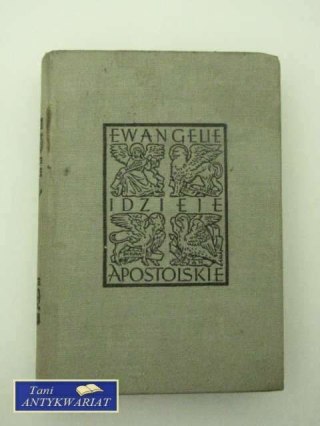 EWANGELIE
I DZIEJE
APOSTOLSKIE
Tani
ANTYKWARIAT